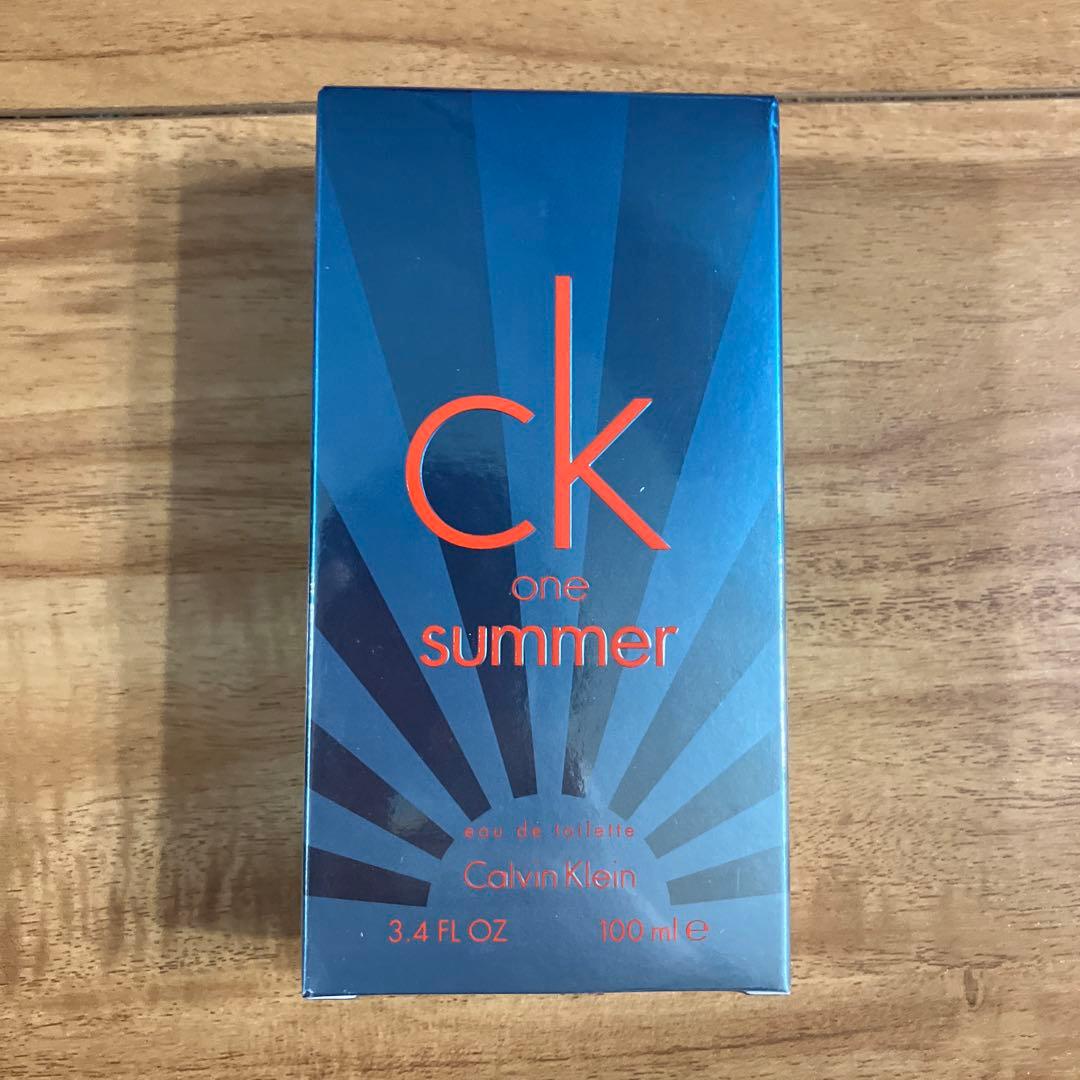 ck
one
summer
eau de toilette
Calvin Klein
3.4 FL OZ 100 ml ℮